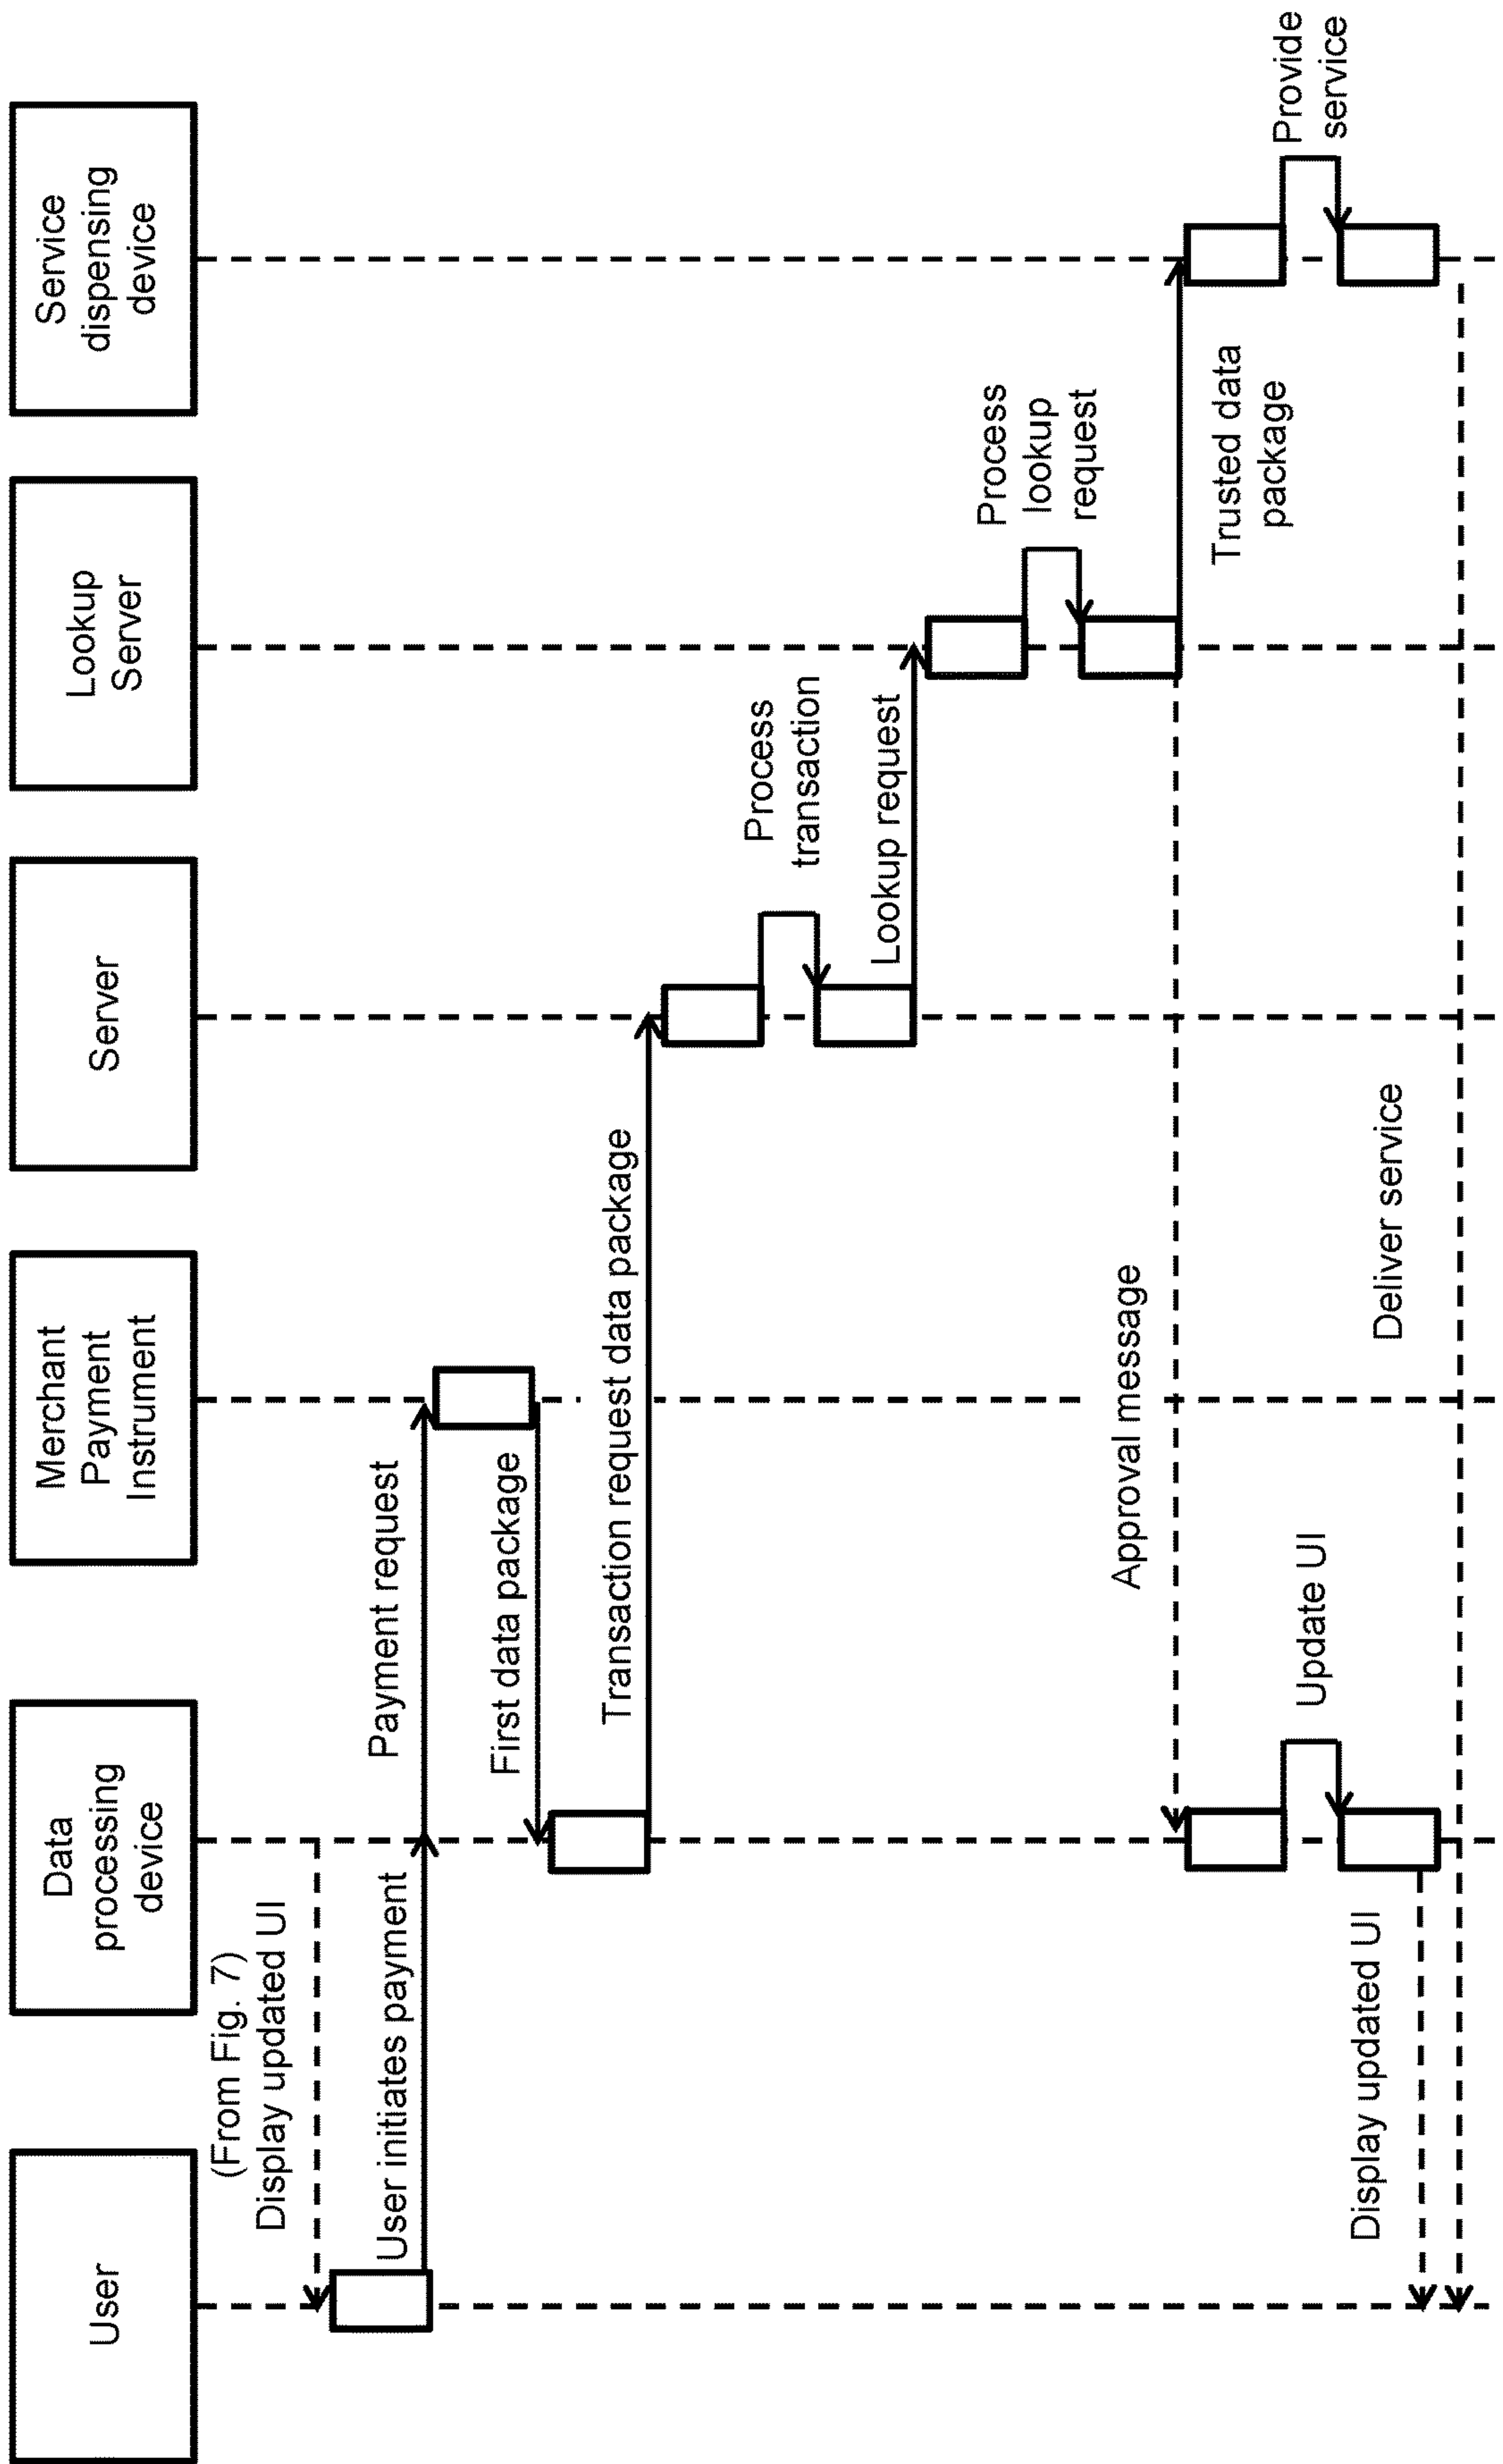 User
Data
processing
device
Merchant
Payment
Instrument
Server
Lookup
Server
Service
dispensing
device
(From Fig. 7)
Display updated UI
User initiates payment
Payment request
First data package
Transaction request data package
Process
transaction
Lookup request
Process
lookup
request
Approval message
Trusted data
package
Update UI
Provide
service
Display updated UI
Deliver service